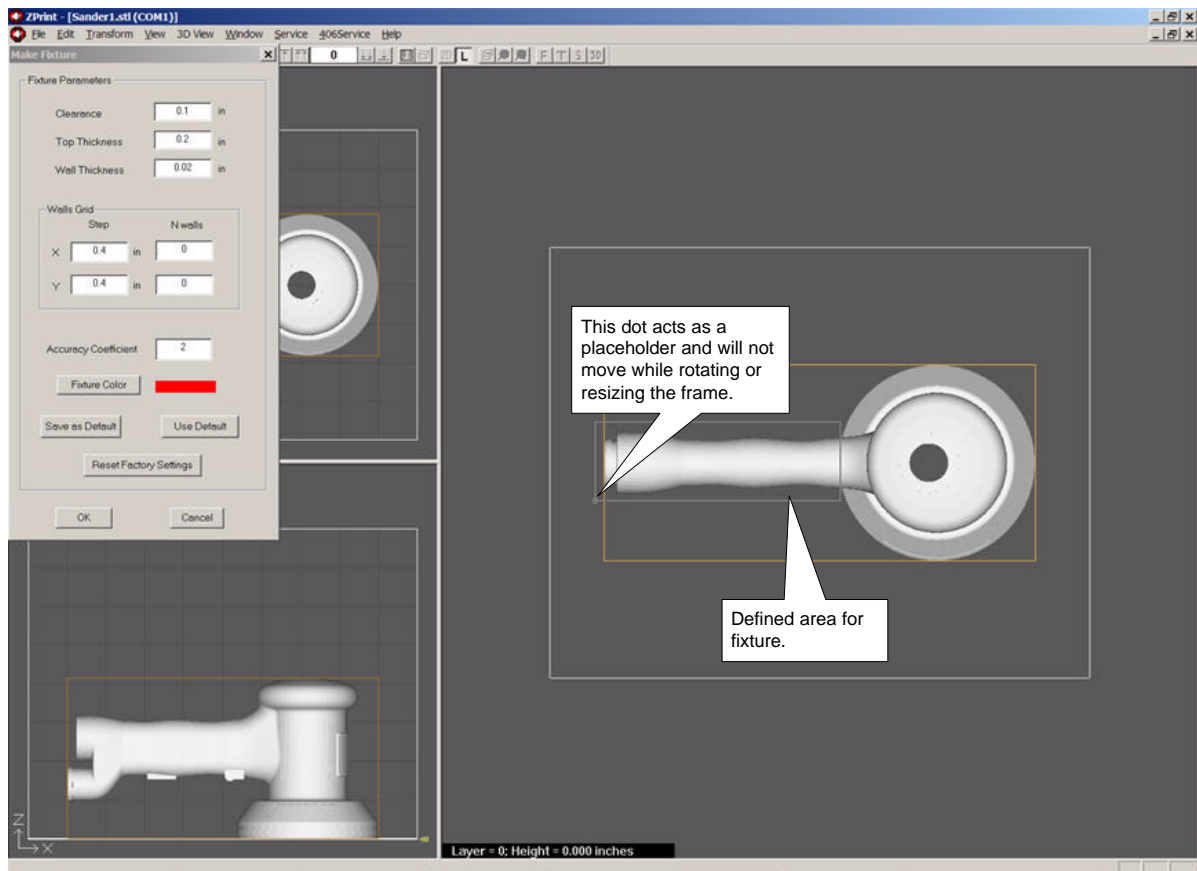 ZPrint - [Sander1.stl (COM1)]
File Edit Transform View 3D View Window Service 406Service Help
Make Fixture
0 2D L F T S 3D
Fixture Parameters
Clearance 0.1 in
Top Thickness 0.2 in
Wall Thickness 0.02 in
Walls Grid
Step N walls
X 0.4 in 0
Y 0.4 in 0
Accuracy Coefficient 2
Fixture Color
Save as Default Use Default
Reset Factory Settings
OK Cancel
This dot acts as a
placeholder and will not
move while rotating or
resizing the frame.
Defined area for
fixture.
Z
X
Layer = 0; Height = 0.000 inches